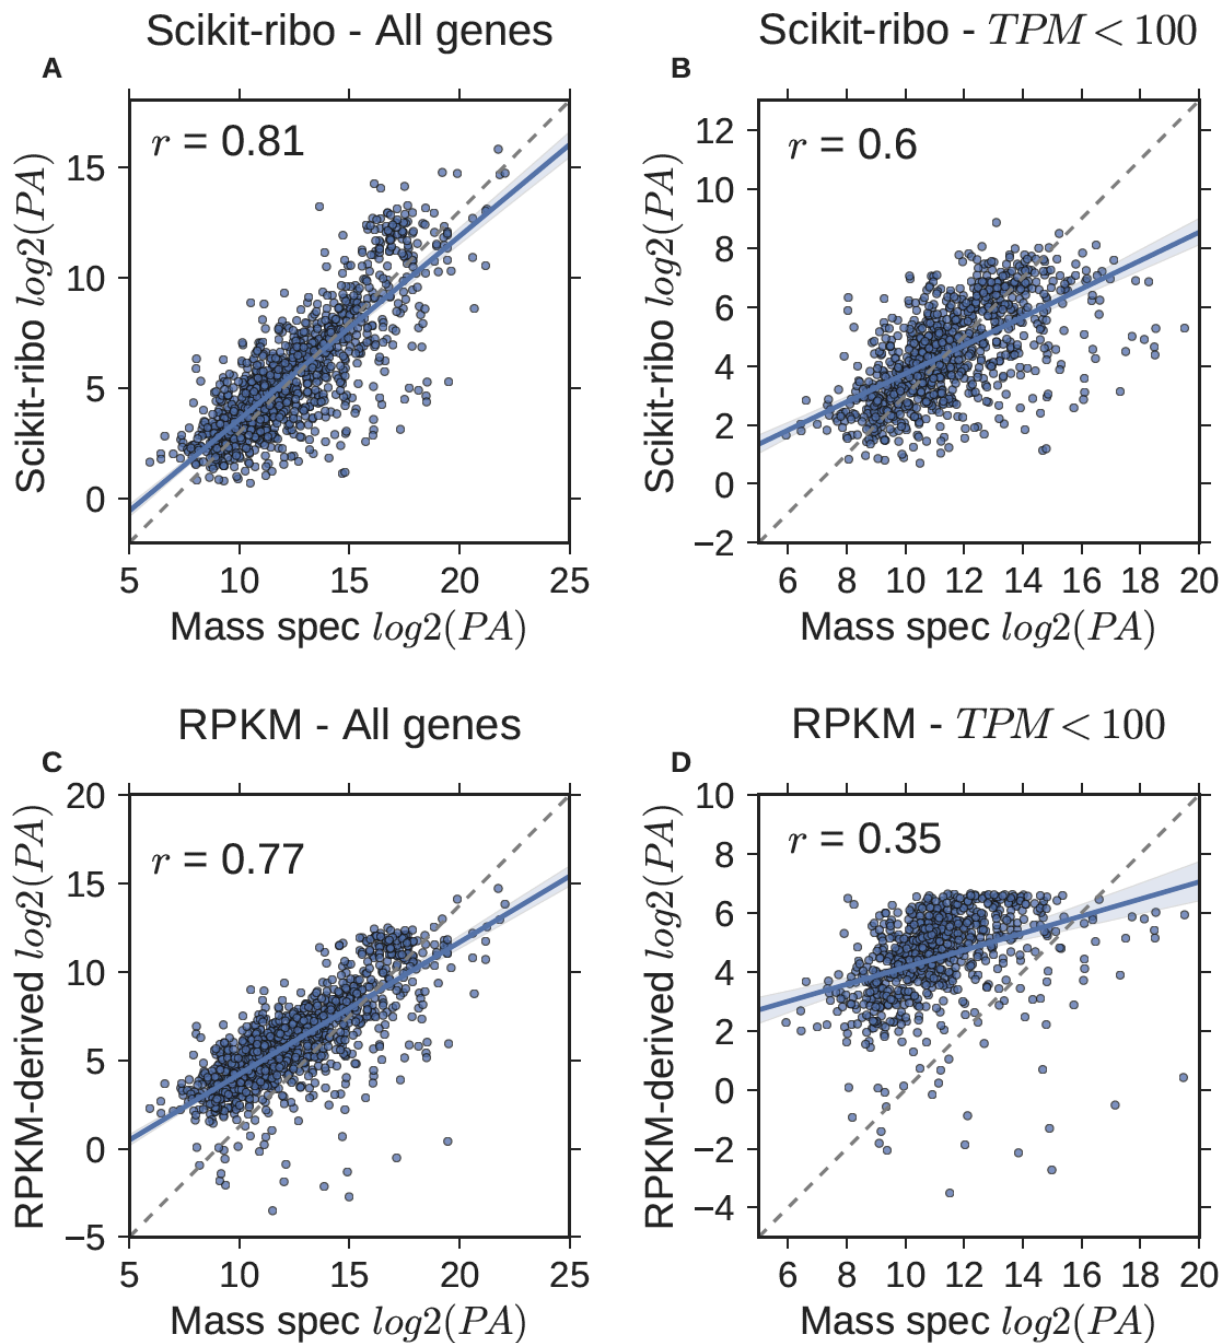 Scikit-ribo - All genes
A
r = 0.81
Scikit-ribo log2(PA)
15
10
5
0
5 10 15 20 25
Mass spec log2(PA)
Scikit-ribo - TPM < 100
B
r = 0.6
Scikit-ribo log2(PA)
12
10
8
6
4
2
0
−2
6 8 10 12 14 16 18 20
Mass spec log2(PA)
RPKM - All genes
C
r = 0.77
RPKM-derived log2(PA)
20
15
10
5
0
−5
5 10 15 20 25
Mass spec log2(PA)
RPKM - TPM < 100
D
r = 0.35
RPKM-derived log2(PA)
10
8
6
4
2
0
−2
−4
6 8 10 12 14 16 18 20
Mass spec log2(PA)